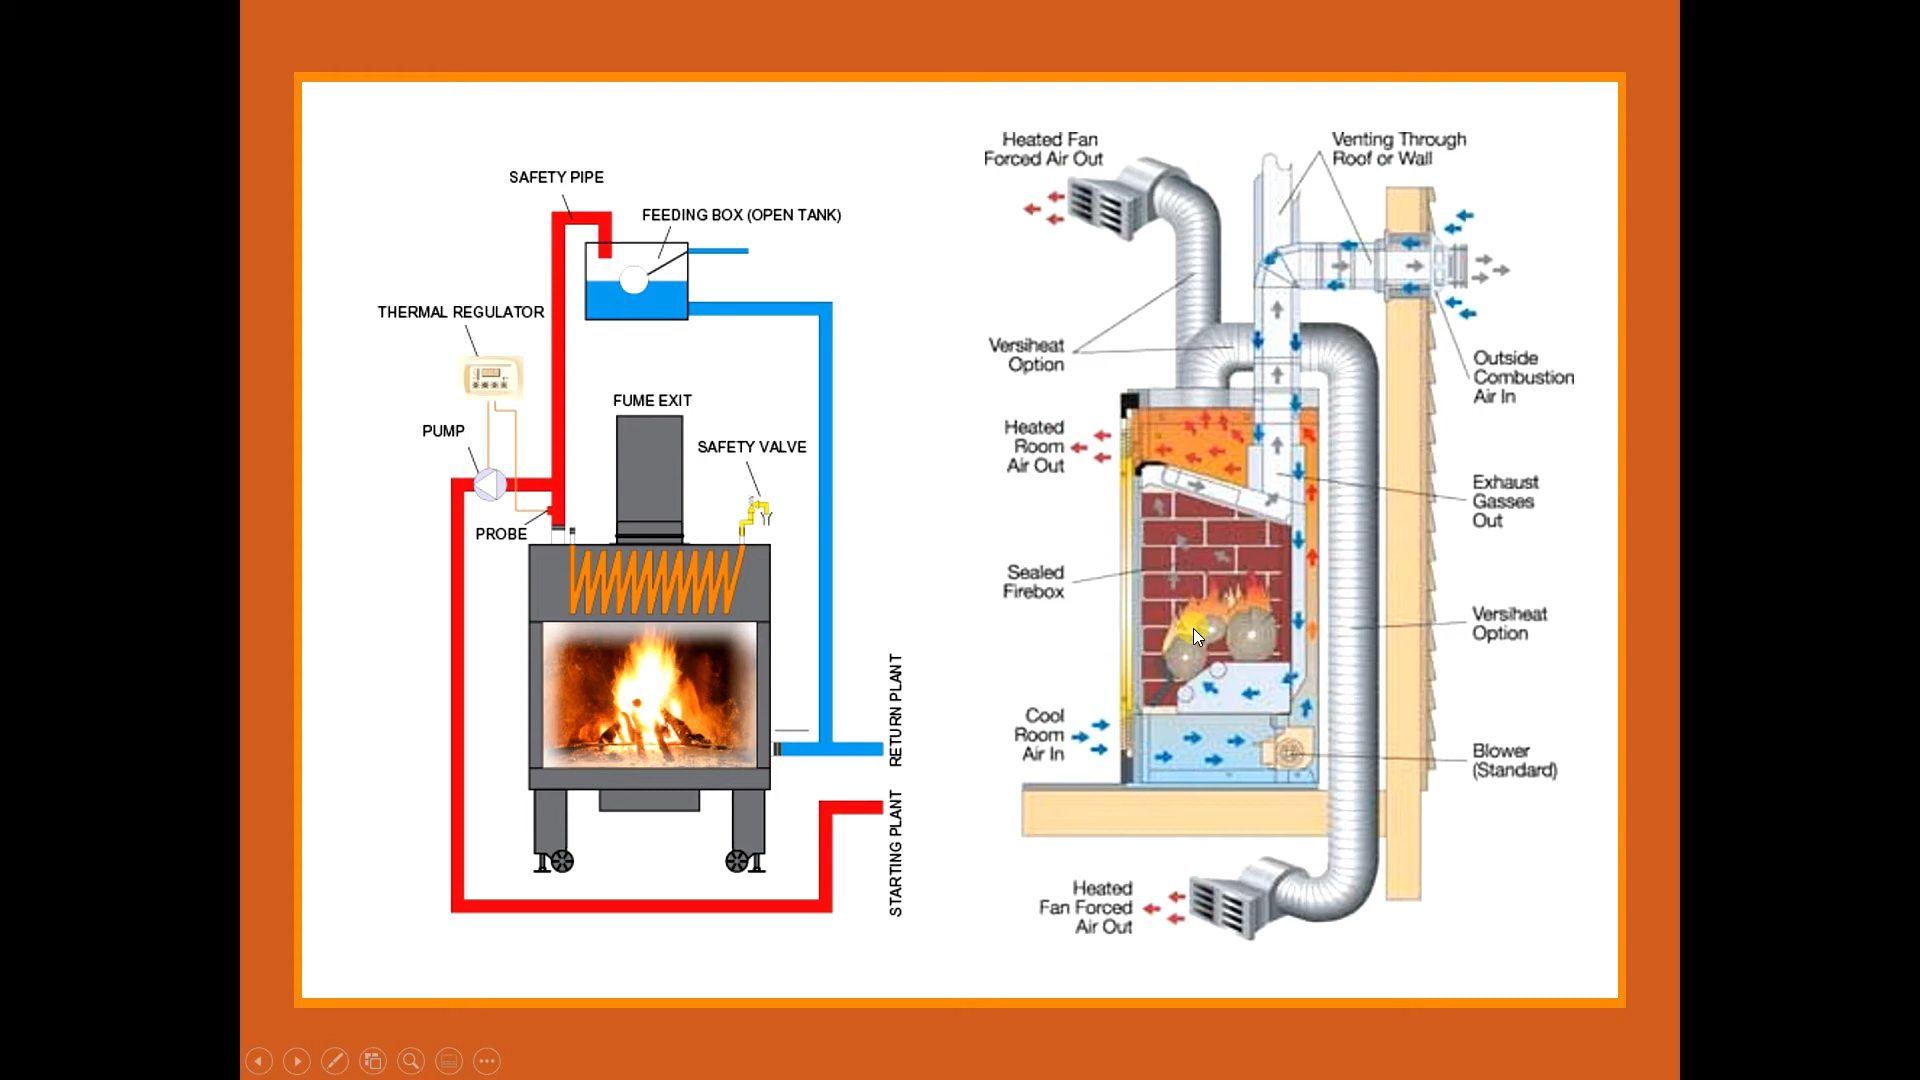 SAFETY PIPE
FEEDING BOX (OPEN TANK)
THERMAL REGULATOR
FUME EXIT
PUMP
SAFETY VALVE
PROBE
RETURN PLANT
STARTING PLANT
Heated Fan
Forced Air Out
Venting Through
Roof or Wall
Versiheat
Option
Outside
Combustion
Air In
Heated
Room
Air Out
Exhaust
Gasses
Out
Sealed
Firebox
Versiheat
Option
Cool
Room
Air In
Blower
(Standard)
Heated
Fan Forced
Air Out